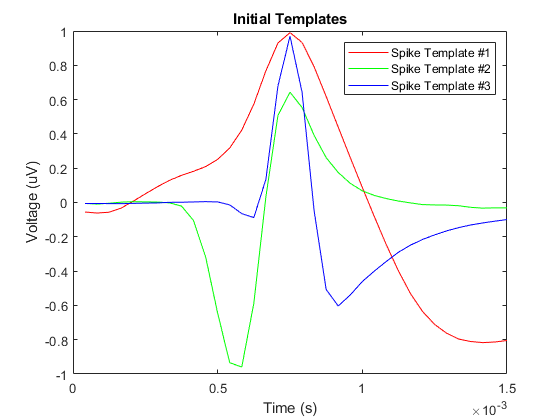 Initial Templates
Spike Template #1
Spike Template #2
Spike Template #3
Voltage (uV)
1
0.8
0.6
0.4
0.2
0
-0.2
-0.4
-0.6
-0.8
-1
0 0.5 1 1.5
Time (s)
×10⁻³